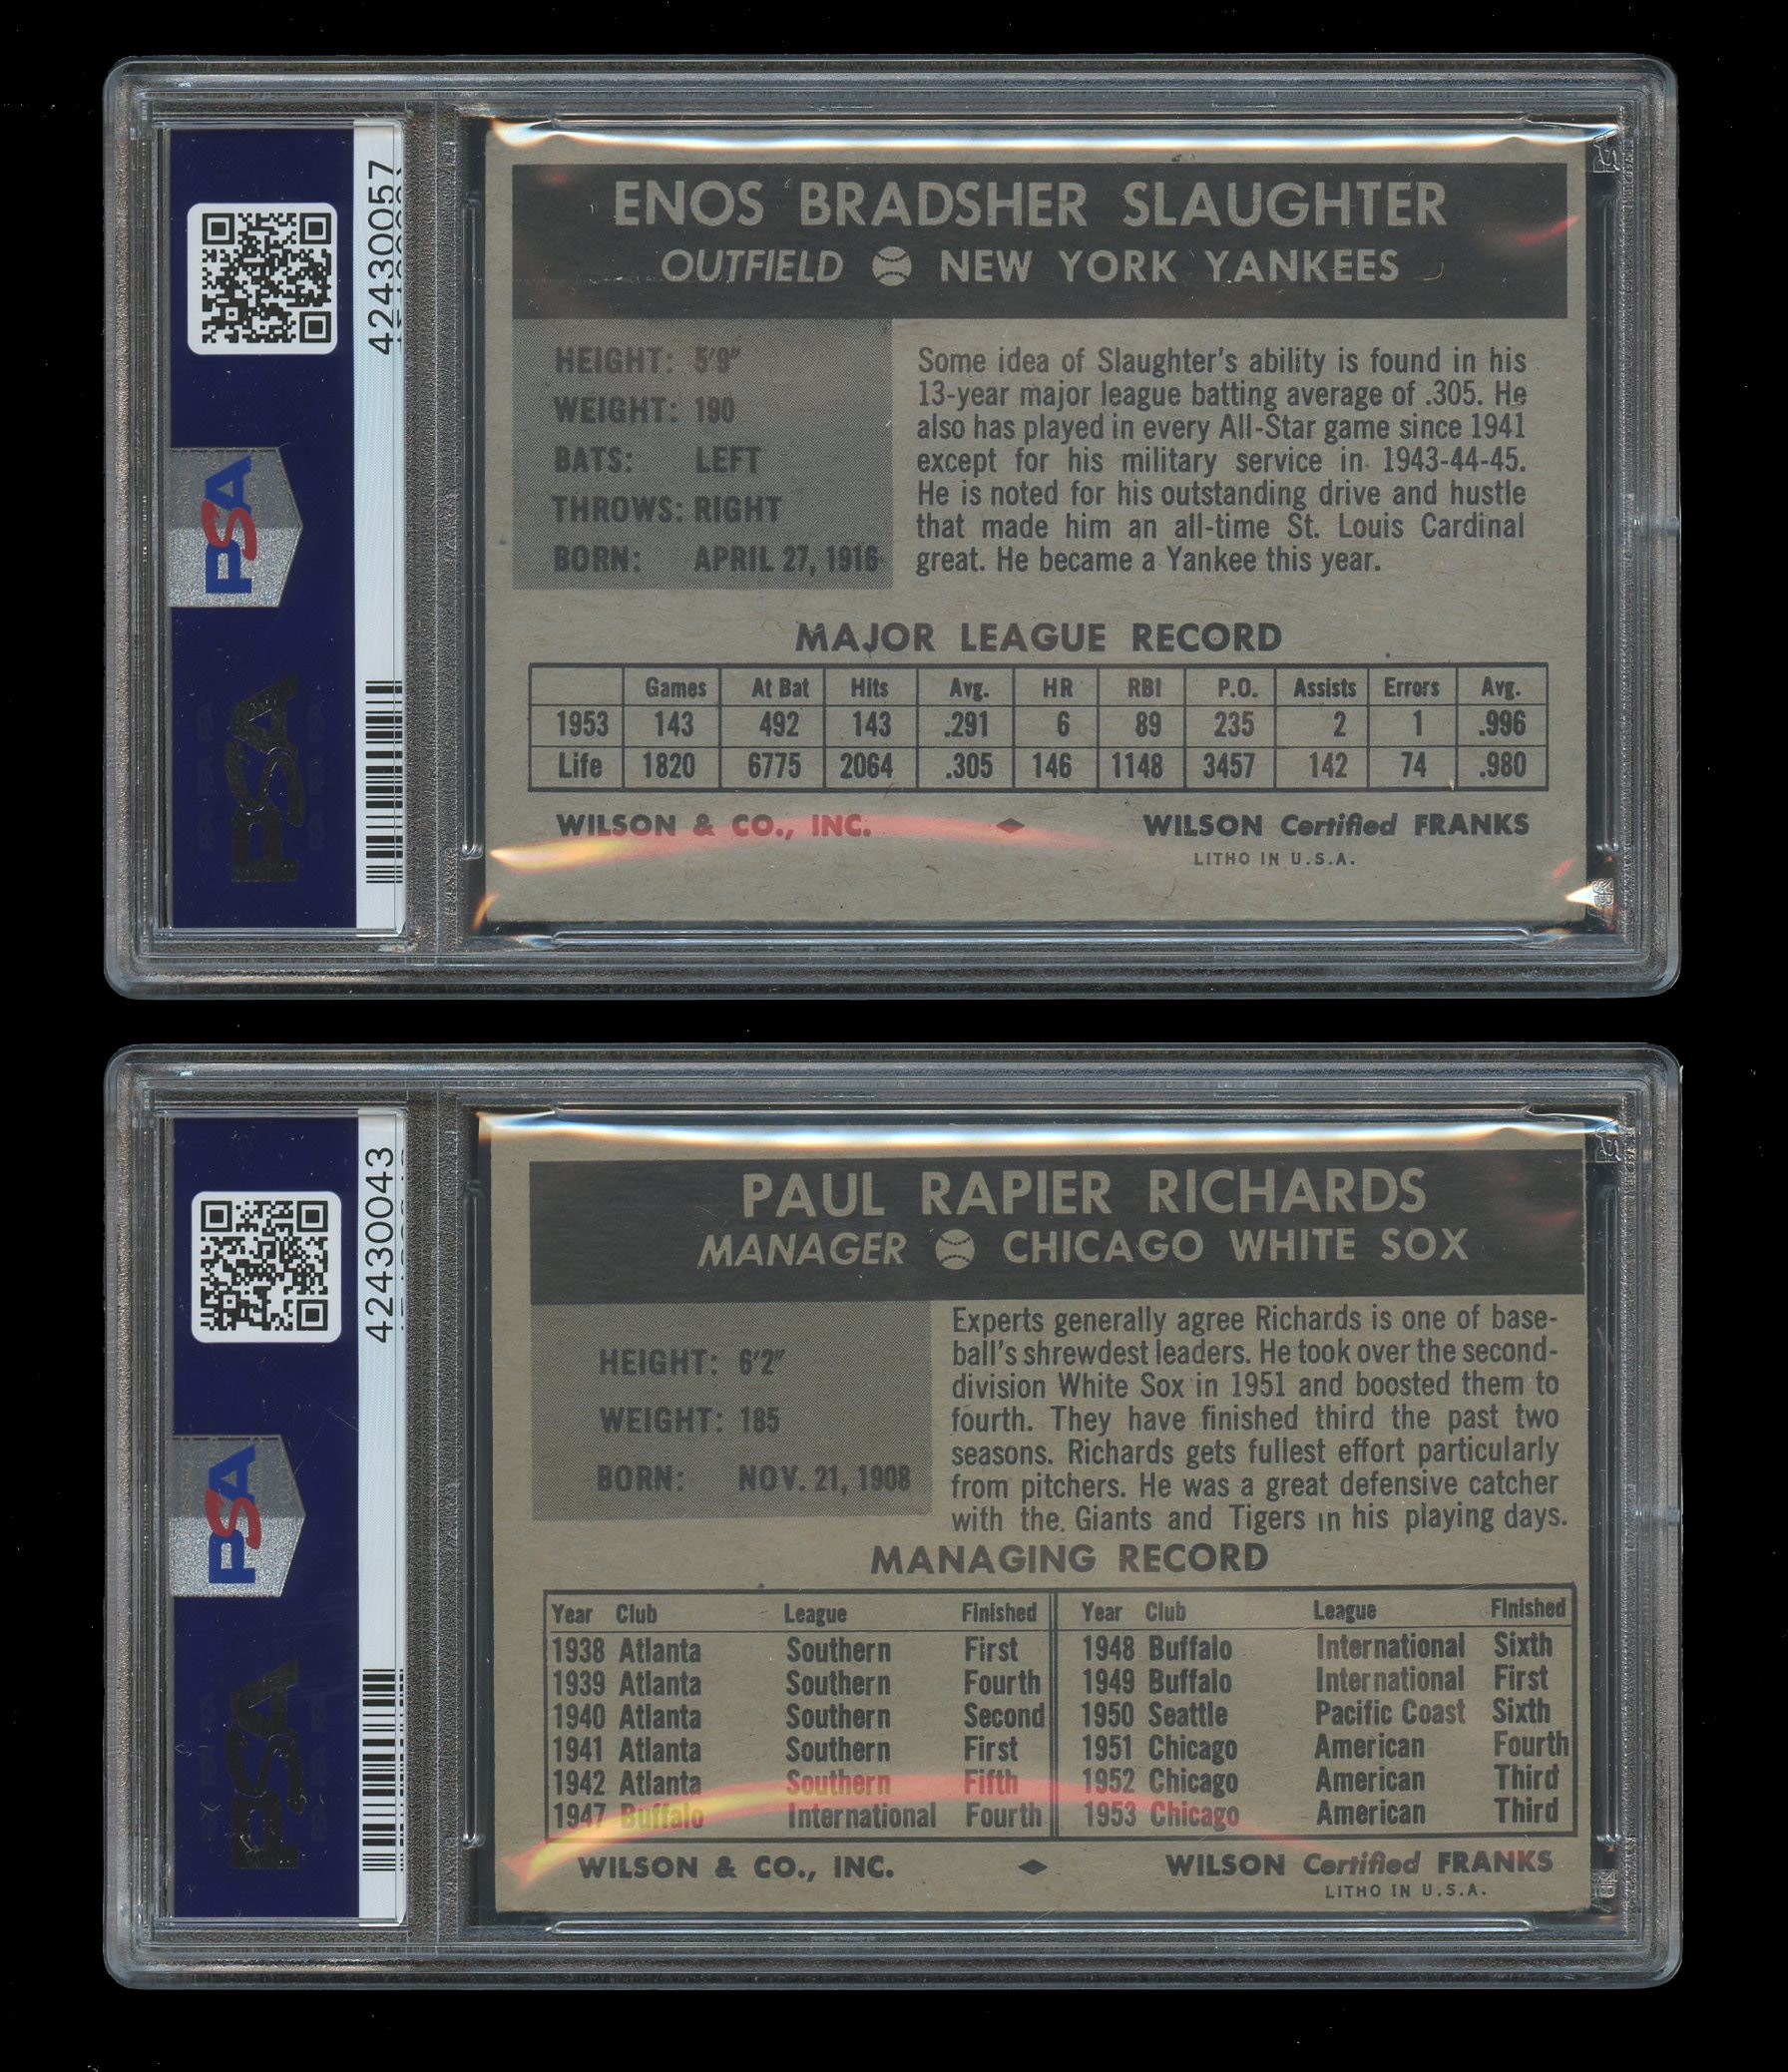 42430057
PSA
PSA
ENOS BRADSHER SLAUGHTER
OUTFIELD NEW YORK YANKEES
HEIGHT: 5'9"
WEIGHT: 190
BATS: LEFT
THROWS: RIGHT
BORN: APRIL 27, 1916
Some idea of Slaughter's ability is found in his
13-year major league batting average of .305. He
also has played in every All-Star game since 1941
except for his military service in 1943-44-45.
He is noted for his outstanding drive and hustle
that made him an all-time St. Louis Cardinal
great. He became a Yankee this year.
MAJOR LEAGUE RECORD
Games At Bat Hits Avg. HR RBI P.O. Assists Errors Avg.
1953 143 492 143 .291 6 89 235 2 1 .996
Life 1820 6775 2064 .305 146 1148 3457 142 74 .980
WILSON & CO., INC. WILSON Certified FRANKS
LITHO IN U.S.A.
42430043
PSA
PSA
PAUL RAPIER RICHARDS
MANAGER CHICAGO WHITE SOX
HEIGHT: 6'2"
WEIGHT: 185
BORN: NOV. 21, 1908
Experts generally agree Richards is one of base-
ball's shrewdest leaders. He took over the second-
division White Sox in 1951 and boosted them to
fourth. They have finished third the past two
seasons. Richards gets fullest effort particularly
from pitchers. He was a great defensive catcher
with the Giants and Tigers in his playing days.
MANAGING RECORD
Year Club League Finished Year Club League Finished
1938 Atlanta Southern First 1948 Buffalo International Sixth
1939 Atlanta Southern Fourth 1949 Buffalo International First
1940 Atlanta Southern Second 1950 Seattle Pacific Coast Sixth
1941 Atlanta Southern First 1951 Chicago American Fourth
1942 Atlanta Southern Fifth 1952 Chicago American Third
1947 Buffalo International Fourth 1953 Chicago American Third
WILSON & CO., INC. WILSON Certified FRANKS
LITHO IN U.S.A.